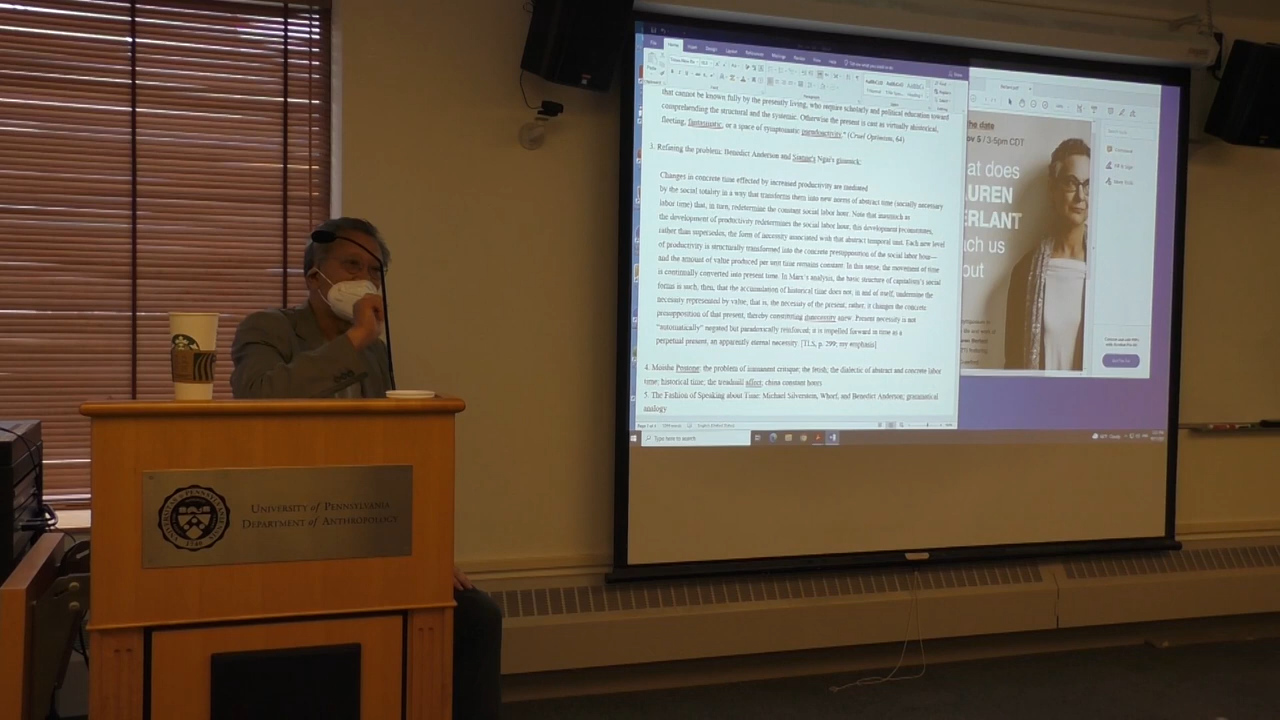 that cannot be known fully by the presently living, who require scholarly and political education toward
comprehending the structural and the systemic. Otherwise the present is cast as virtually ahistorical,
fleeting, fantasmatic, or a space of symptomatic pseudoactivity." (Cruel Optimism, 64)
3. Refining the problem: Benedict Anderson and Ngai's gimmick:
Changes in concrete time effected by increased productivity are mediated
by the social totality in a way that transforms them into new norms of abstract time (socially necessary
labor time) that, in turn, redetermine the constant social labor hour. Note that inasmuch as
the development of productivity redetermines the social labor hour, this development reconstitutes,
rather than supersedes, the form of necessity associated with that abstract temporal unit. Each new level
of productivity is structurally transformed into the concrete presupposition of the social labor hour—
and the amount of value produced per unit time remains constant. In this sense, the movement of time
is continually converted into present time. In Marx's analysis, the basic structure of capitalism's social
forms is such, then, that the accumulation of historical time does not, in and of itself, undermine the
necessity represented by value, that is, the necessity of the present; rather, it changes the concrete
presupposition of that present, thereby constituting anew. Present necessity is not
"automatically" negated but paradoxically reinforced; it is impelled forward in time as a
perpetual present, an apparently eternal necessity. [TLS, p. 299; my emphasis]
4. Moishe Postone: the problem of immanent critique; the fetish; the dialectic of abstract and concrete labor
time; historical time; the treadmill affect; china constant hours
5. The Fashion of Speaking about Time: Michael Silverstein, Whorf, and Benedict Anderson; grammatical
analogy
Type here to search
he date
ov 5 / 3-5pm CDT
at does
AUREN
ERLANT
ach us
out
UNIVERSITY of PENNSYLVANIA
DEPARTMENT of ANTHROPOLOGY